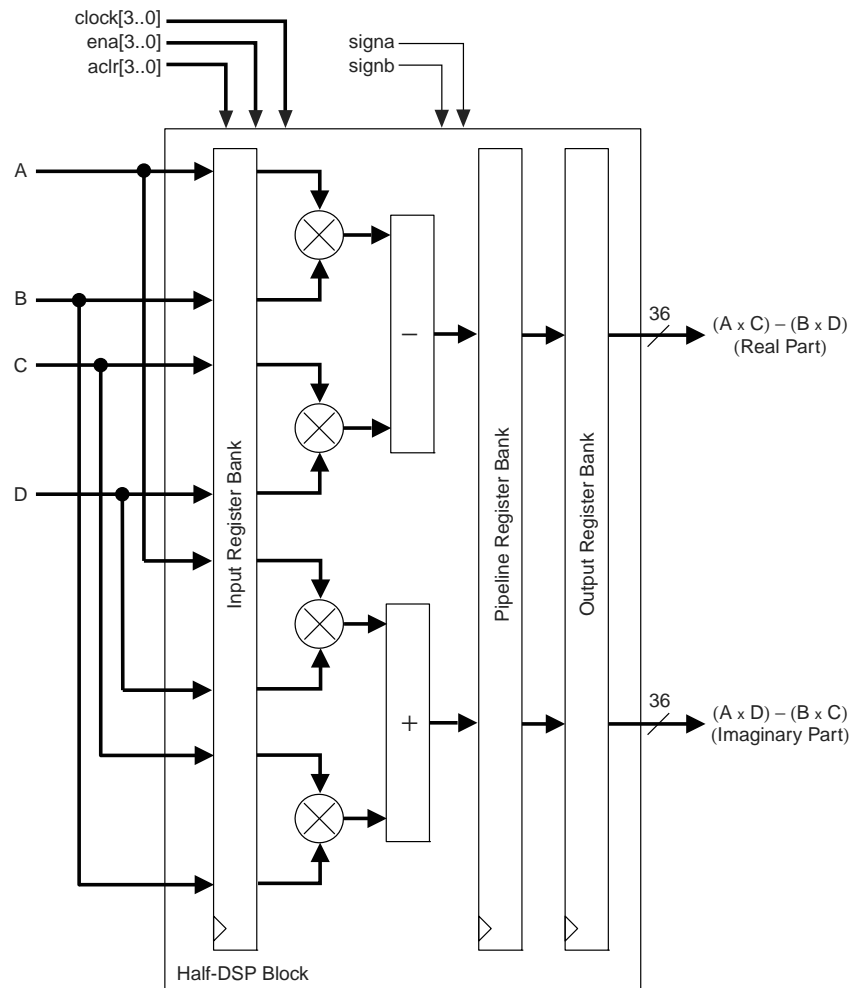 clock[3..0]
ena[3..0]
aclr[3..0]
signa
signb
A
B
C
D
Input Register Bank
−
+
Pipeline Register Bank
Output Register Bank
36
(A x C) – (B x D)
(Real Part)
36
(A x D) – (B x C)
(Imaginary Part)
Half-DSP Block